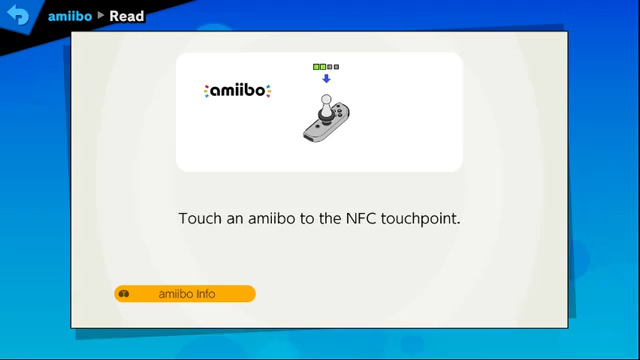 amiibo ▶ Read
amiibo
Touch an amiibo to the NFC touchpoint.
amiibo Info